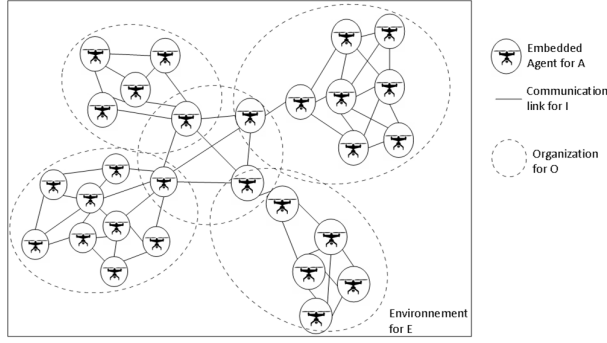 Embedded
Agent for A
Communication
link for I
Organization
for O
Environnement
for E